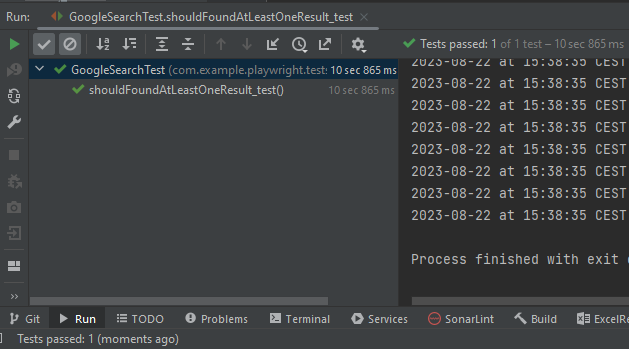 Run: GoogleSearchTest.shouldFoundAtLeastOneResult_test ×
Tests passed: 1 of 1 test – 10 sec 865 ms
GoogleSearchTest (com.example.playwright.test 10 sec 865 ms
shouldFoundAtLeastOneResult_test() 10 sec 865 ms
2023-08-22 at 15:38:35 CEST
2023-08-22 at 15:38:35 CEST
2023-08-22 at 15:38:35 CEST
2023-08-22 at 15:38:35 CEST
2023-08-22 at 15:38:35 CEST
2023-08-22 at 15:38:35 CEST
2023-08-22 at 15:38:35 CEST
2023-08-22 at 15:38:35 CEST
Process finished with exit
Git Run TODO Problems Terminal Services SonarLint Build ExcelRe
Tests passed: 1 (moments ago)